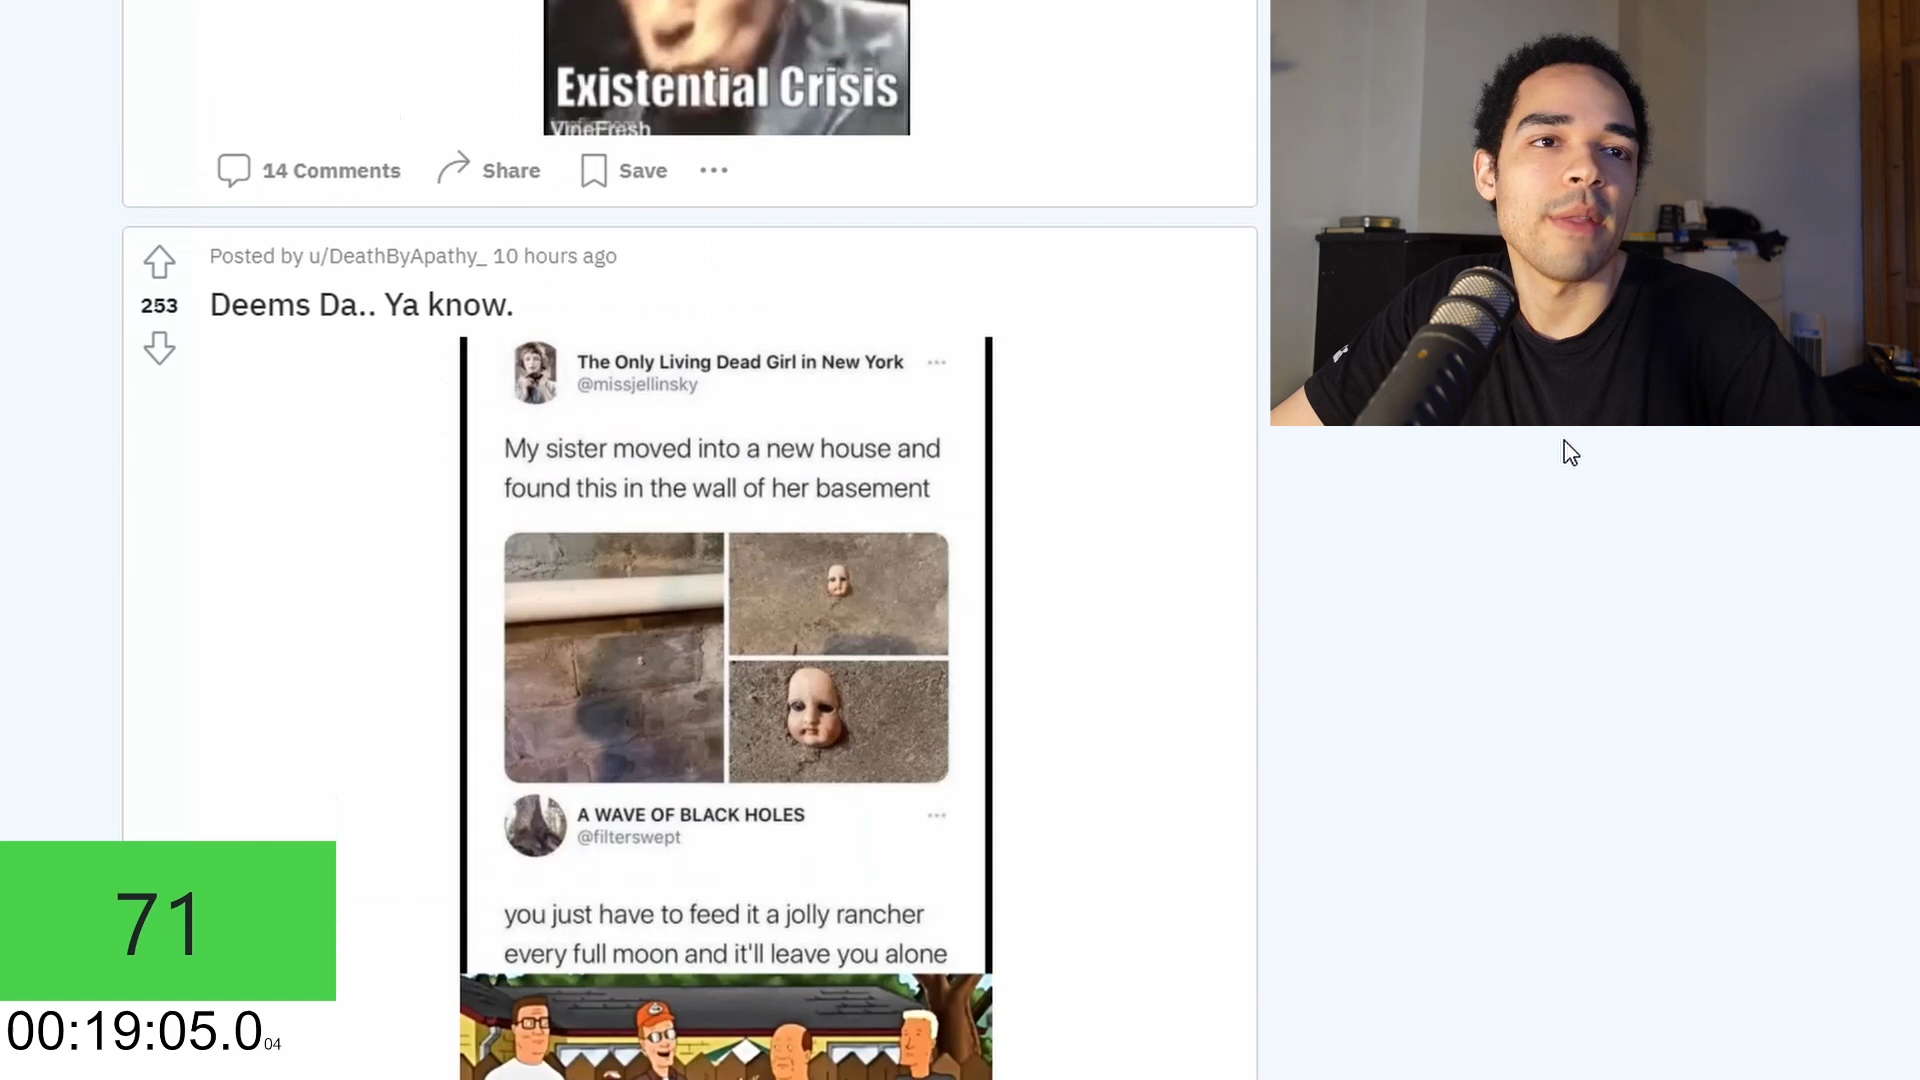 Existential Crisis
VineFresh
14 Comments
Share
Save
Posted by u/DeathByApathy_ 10 hours ago
253
Deems Da.. Ya know.
The Only Living Dead Girl in New York
@missjellinsky
My sister moved into a new house and
found this in the wall of her basement
A WAVE OF BLACK HOLES
@filterswept
you just have to feed it a jolly rancher
every full moon and it'll leave you alone
71
00:19:05.004